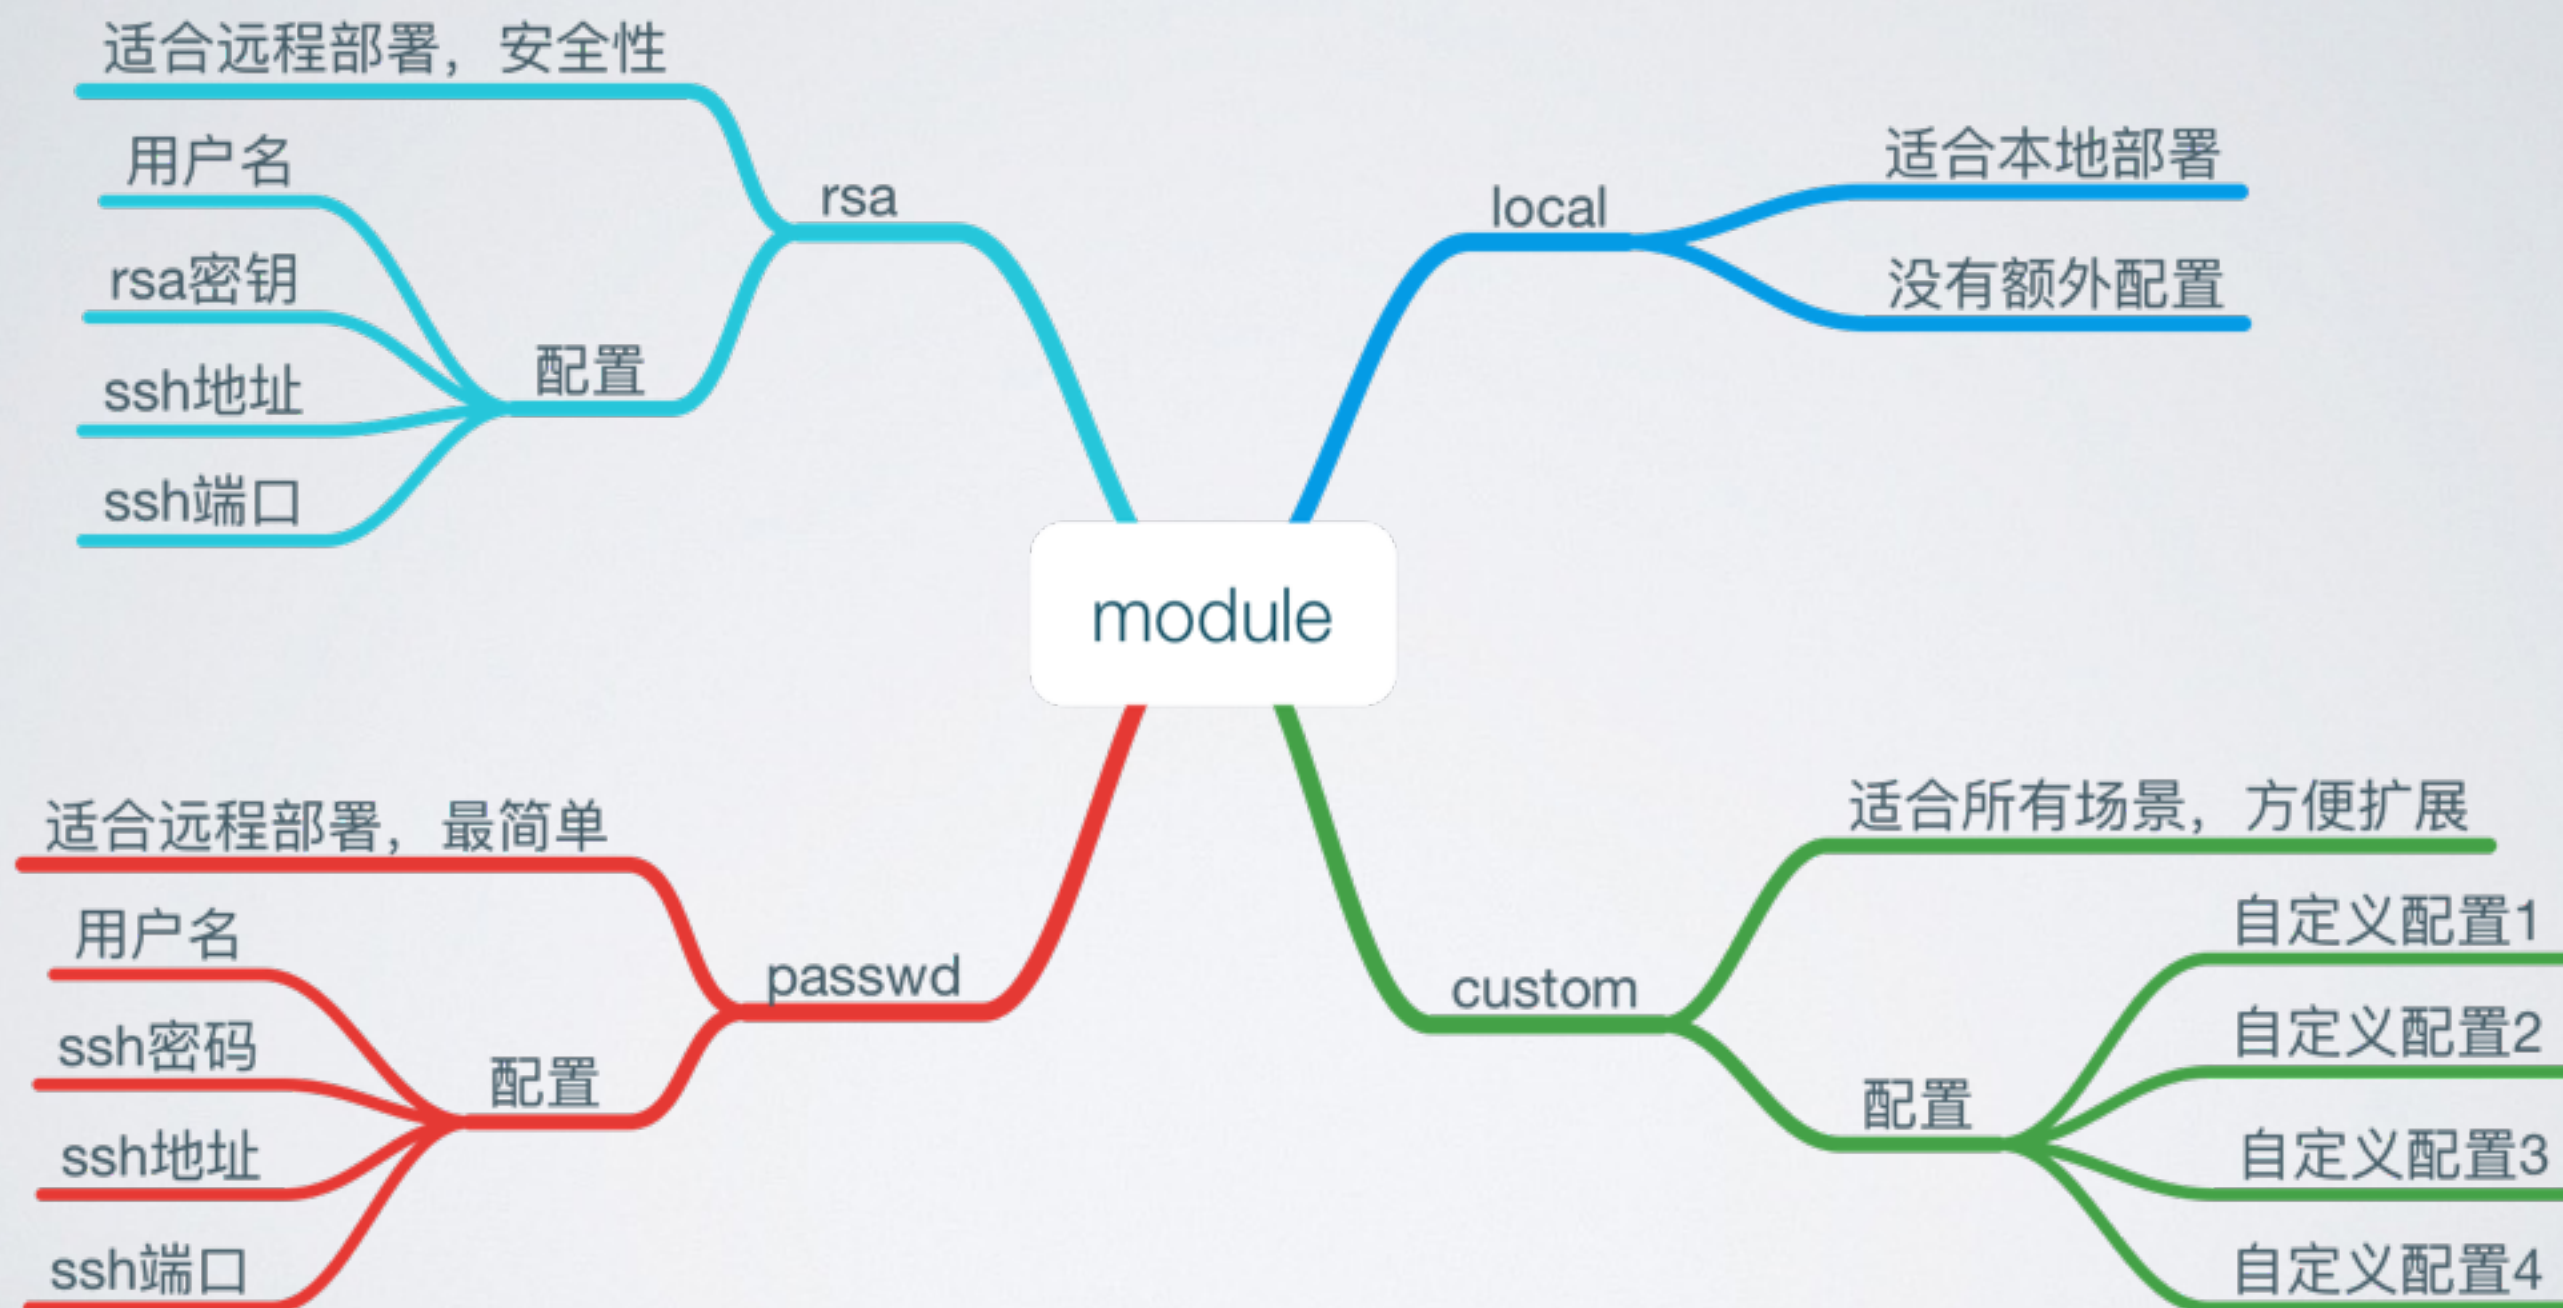 适合远程部署，安全性
用户名
rsa密钥
ssh地址
ssh端口
配置
rsa
local
适合本地部署
没有额外配置
module
适合远程部署，最简单
用户名
ssh密码
ssh地址
ssh端口
配置
passwd
custom
适合所有场景，方便扩展
配置
自定义配置1
自定义配置2
自定义配置3
自定义配置4